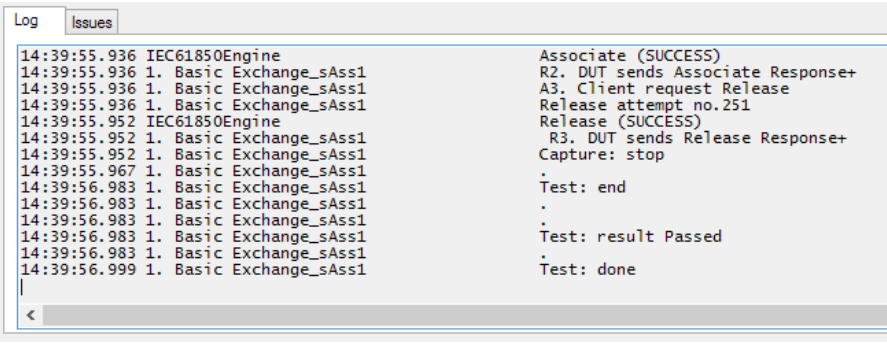 Log Issues
14:39:55.936 IEC61850Engine Associate (SUCCESS)
14:39:55.936 1. Basic Exchange_sAss1 R2. DUT sends Associate Response+
14:39:55.936 1. Basic Exchange_sAss1 A3. Client request Release
14:39:55.936 1. Basic Exchange_sAss1 Release attempt no.251
14:39:55.952 IEC61850Engine Release (SUCCESS)
14:39:55.952 1. Basic Exchange_sAss1 R3. DUT sends Release Response+
14:39:55.952 1. Basic Exchange_sAss1 Capture: stop
14:39:55.967 1. Basic Exchange_sAss1 .
14:39:56.983 1. Basic Exchange_sAss1 Test: end
14:39:56.983 1. Basic Exchange_sAss1 .
14:39:56.983 1. Basic Exchange_sAss1 .
14:39:56.983 1. Basic Exchange_sAss1 Test: result Passed
14:39:56.983 1. Basic Exchange_sAss1 .
14:39:56.999 1. Basic Exchange_sAss1 Test: done